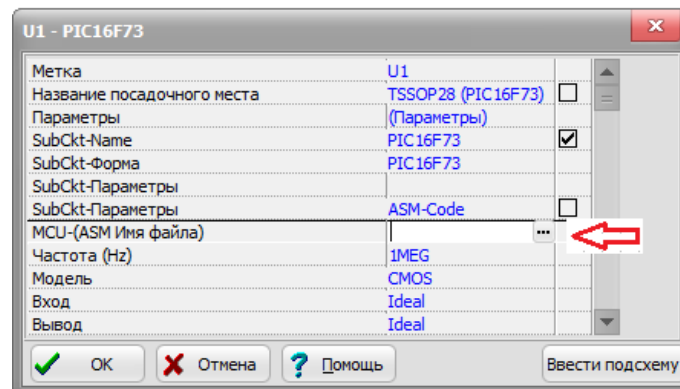 U1 - PIC16F73
Метка U1
Название посадочного места TSSOP28 (PIC16F73)
Параметры (Параметры)
SubCkt-Name PIC16F73
SubCkt-Форма PIC16F73
SubCkt-Параметры
SubCkt-Параметры ASM-Code
MCU-(ASM Имя файла) ...
Частота (Hz) 1MEG
Модель CMOS
Вход Ideal
Вывод Ideal
OK Отмена ? Помощь Ввести подсхему